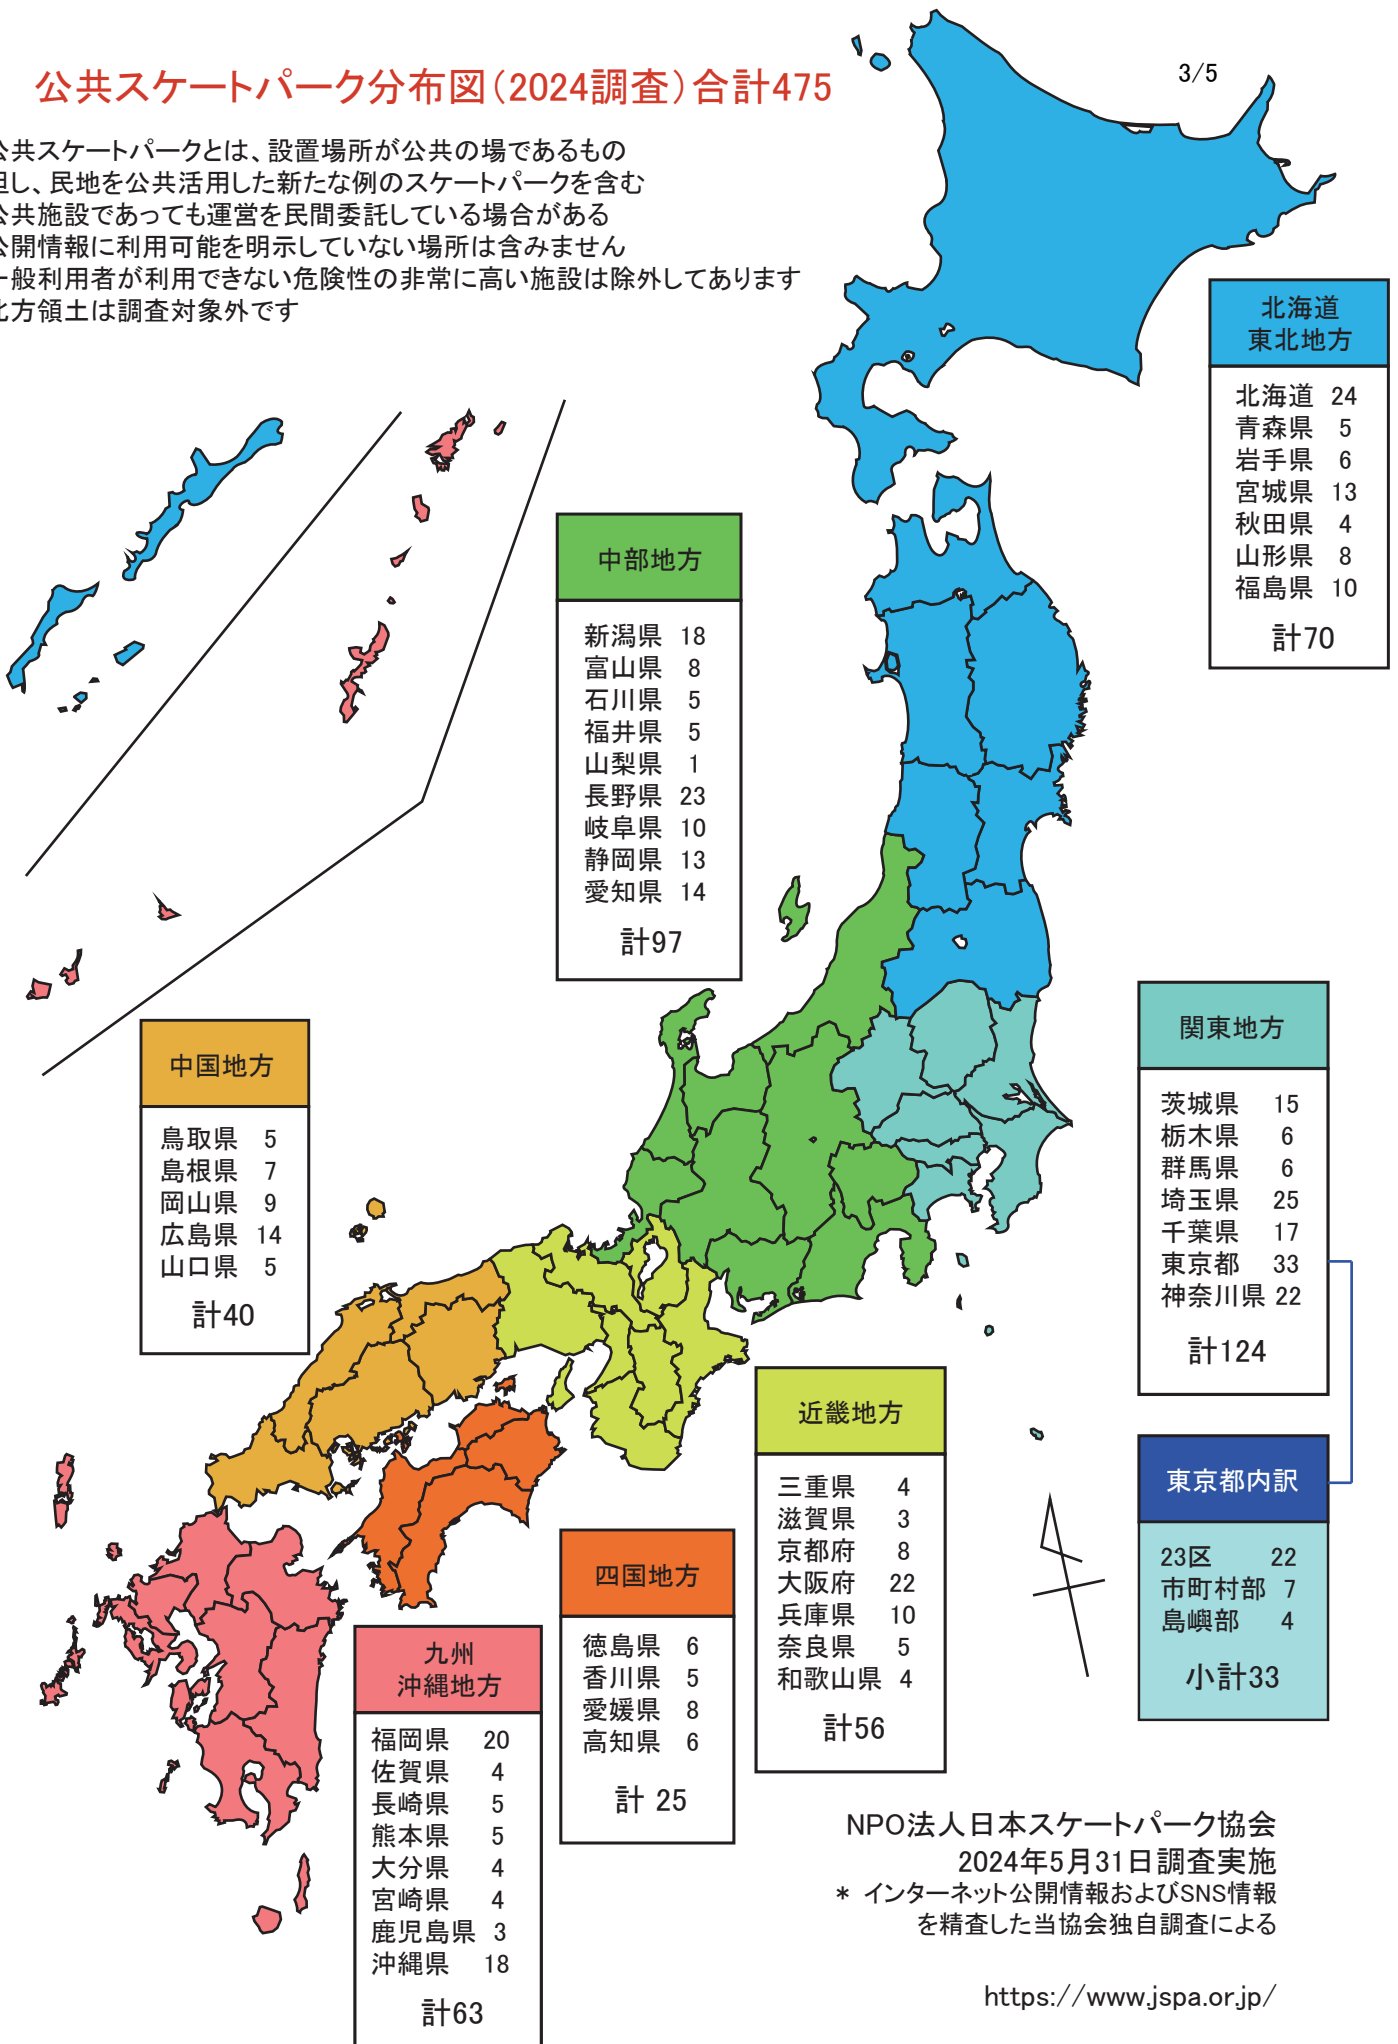 公共スケートパーク分布図(2024調査)合計475
3/5
公共スケートパークとは、設置場所が公共の場であるもの
但し、民地を公共活用した新たな例のスケートパークを含む
公共施設であっても運営を民間委託している場合がある
公開情報に利用可能を明示していない場所は含みません
一般利用者が利用できない危険性の非常に高い施設は除外してあります
北方領土は調査対象外です
北海道
東北地方
北海道 24
青森県 5
岩手県 6
宮城県 13
秋田県 4
山形県 8
福島県 10
計70
中部地方
新潟県 18
富山県 8
石川県 5
福井県 5
山梨県 1
長野県 23
岐阜県 10
静岡県 13
愛知県 14
計97
関東地方
茨城県 15
栃木県 6
群馬県 6
埼玉県 25
千葉県 17
東京都 33
神奈川県 22
計124
中国地方
鳥取県 5
島根県 7
岡山県 9
広島県 14
山口県 5
計40
近畿地方
三重県 4
滋賀県 3
京都府 8
大阪府 22
兵庫県 10
奈良県 5
和歌山県 4
計56
東京都内訳
23区 22
市町村部 7
島嶼部 4
小計33
四国地方
徳島県 6
香川県 5
愛媛県 8
高知県 6
計 25
九州
沖縄地方
福岡県 20
佐賀県 4
長崎県 5
熊本県 5
大分県 4
宮崎県 4
鹿児島県 3
沖縄県 18
計63
NPO法人日本スケートパーク協会
2024年5月31日調査実施
* インターネット公開情報およびSNS情報
を精査した当協会独自調査による
https://www.jspa.or.jp/